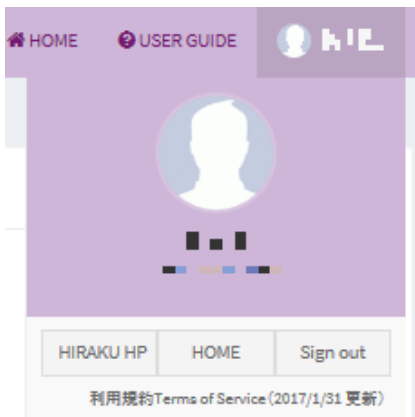 HOME USER GUIDE
HIRAKU HP HOME Sign out
利用規約Terms of Service（2017/1/31 更新）